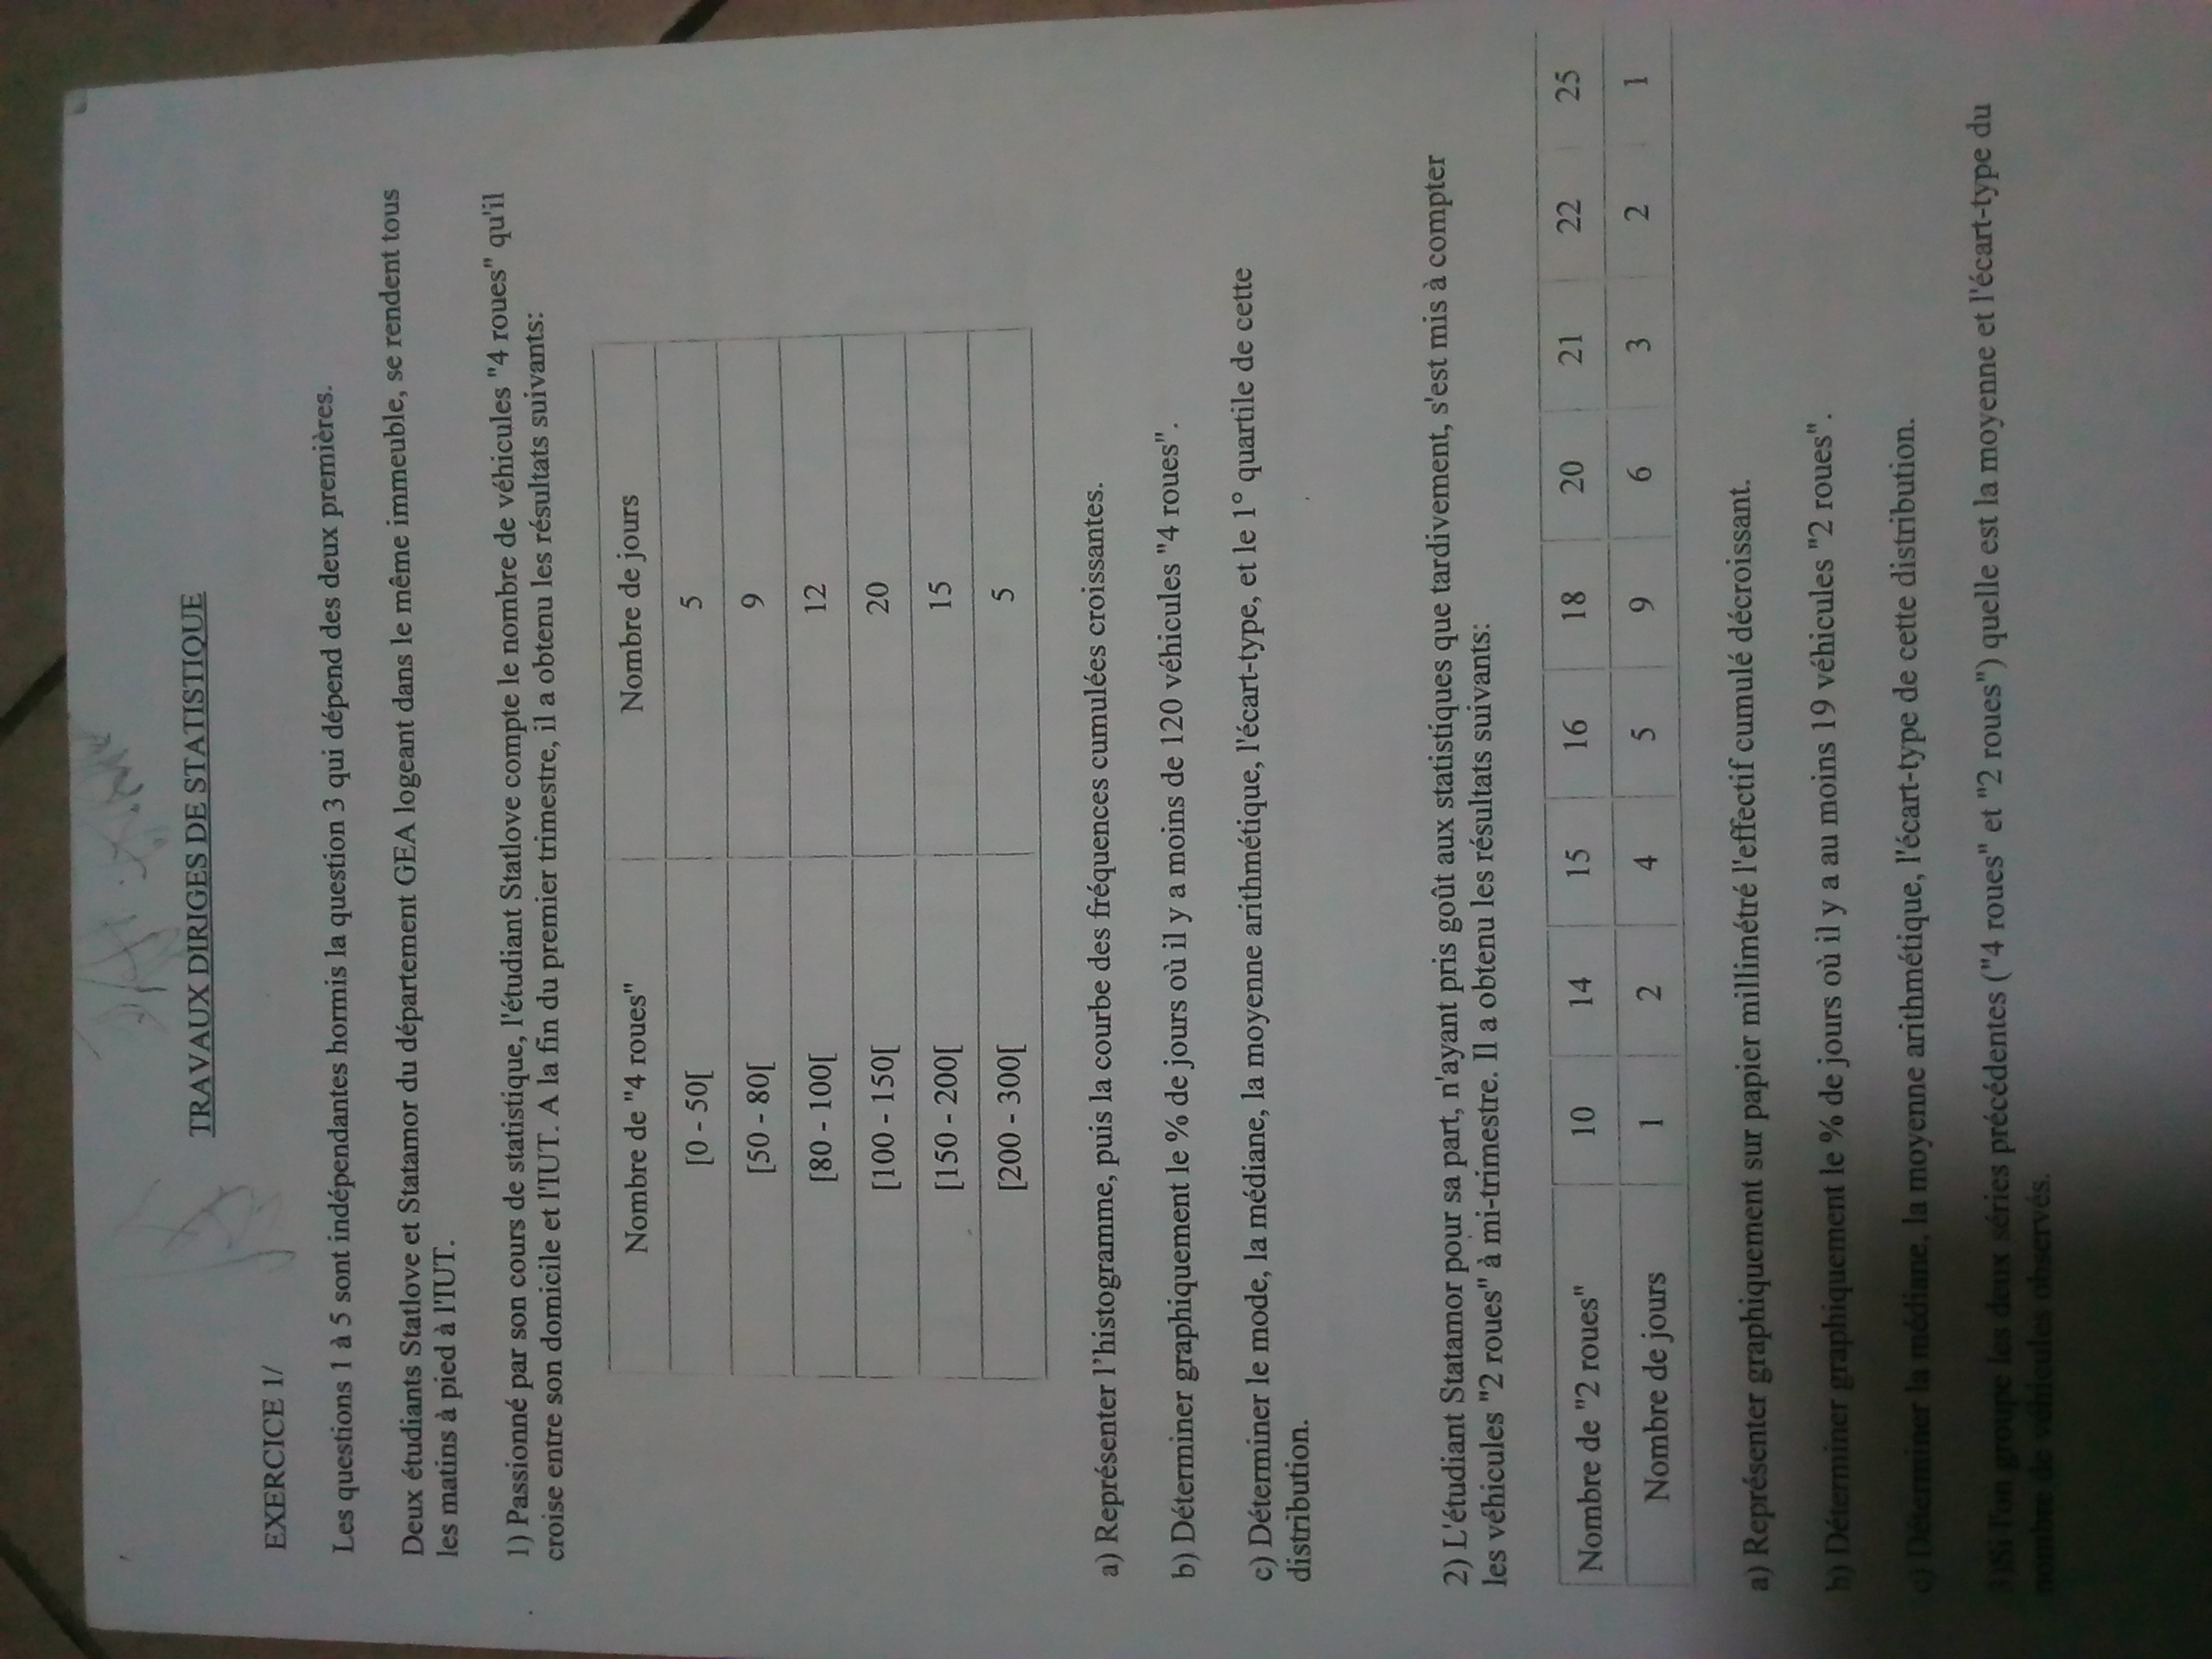 TRAVAUX DIRIGES DE STATISTIQUE
EXERCICE 1/
Les questions 1 à 5 sont indépendantes hormis la question 3 qui dépend des deux premières.
Deux étudiants Statlove et Statamor du département GEA logeant dans le même immeuble, se rendent tous
les matins à pied à l'IUT.
1) Passionné par son cours de statistique, l'étudiant Statlove compte le nombre de véhicules "4 roues" qu'il
croise entre son domicile et l'IUT. A la fin du premier trimestre, il a obtenu les résultats suivants:
Nombre de "4 roues" Nombre de jours
[0 - 50[ 5
[50 - 80[ 9
[80 - 100[ 12
[100 - 150[ 20
[150 - 200[ 15
[200 - 300[ 5
a) Représenter l’histogramme, puis la courbe des fréquences cumulées croissantes.
b) Déterminer graphiquement le % de jours où il y a moins de 120 véhicules "4 roues".
c) Déterminer le mode, la médiane, la moyenne arithmétique, l'écart-type, et le 1° quartile de cette
distribution.
2) L'étudiant Statamor pour sa part, n'ayant pris goût aux statistiques que tardivement, s'est mis à compter
les véhicules "2 roues" à mi-trimestre. Il a obtenu les résultats suivants:
Nombre de "2 roues" 10 14 15 16 18 20 21 22 25
Nombre de jours 1 2 4 5 9 6 3 2 1
a) Représenter graphiquement sur papier millimétré l'effectif cumulé décroissant.
b) Déterminer graphiquement le % de jours où il y a au moins 19 véhicules "2 roues".
c) Déterminer la médiane, la moyenne arithmétique, l'écart-type de cette distribution.
3)Si l'on groupe les deux séries précédentes ("4 roues" et "2 roues") quelle est la moyenne et l'écart-type du
nombre de véhicules observés.